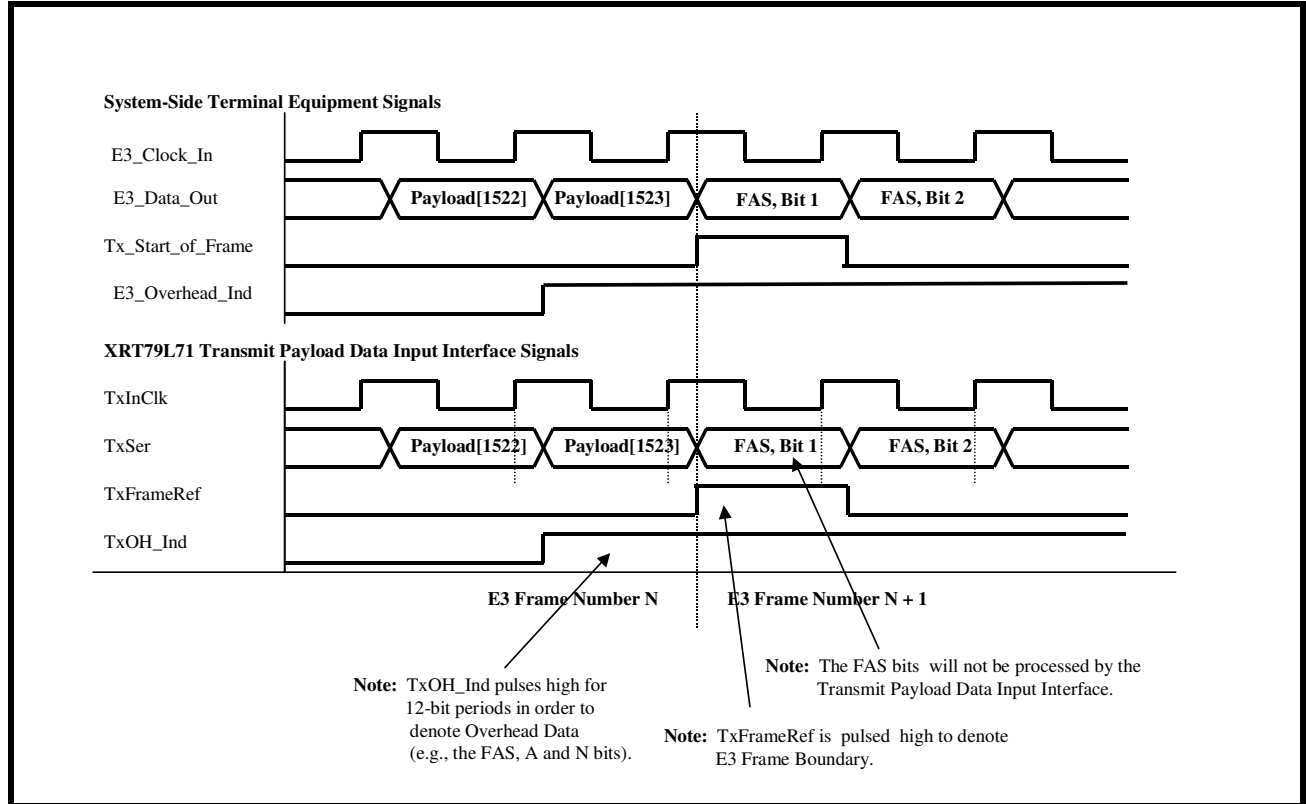 System-Side Terminal Equipment Signals
E3_Clock_In
E3_Data_Out
Payload[1522] Payload[1523] FAS, Bit 1 FAS, Bit 2
Tx_Start_of_Frame
E3_Overhead_Ind
XRT79L71 Transmit Payload Data Input Interface Signals
TxInClk
TxSer
Payload[1522] Payload[1523] FAS, Bit 1 FAS, Bit 2
TxFrameRef
TxOH_Ind
E3 Frame Number N
E3 Frame Number N + 1
Note: The FAS bits will not be processed by the
Transmit Payload Data Input Interface.
Note: TxOH_Ind pulses high for
12-bit periods in order to
denote Overhead Data
(e.g., the FAS, A and N bits).
Note: TxFrameRef is pulsed high to denote
E3 Frame Boundary.